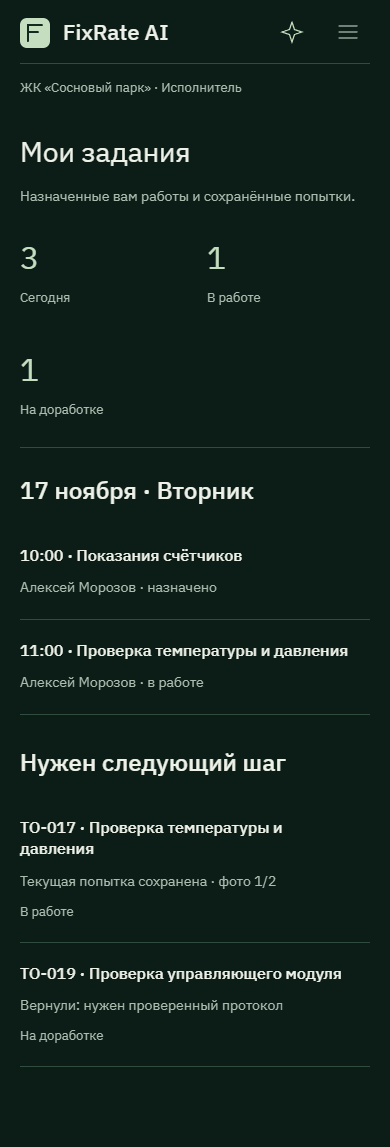 FixRate AI
ЖК «Сосновый парк» · Исполнитель
Мои задания
Назначенные вам работы и сохранённые попытки.
3
Сегодня
1
В работе
1
На доработке
17 ноября · Вторник
10:00 · Показания счётчиков
Алексей Морозов · назначено
11:00 · Проверка температуры и давления
Алексей Морозов · в работе
Нужен следующий шаг
ТО-017 · Проверка температуры и
давления
Текущая попытка сохранена · фото 1/2
В работе
ТО-019 · Проверка управляющего модуля
Вернули: нужен проверенный протокол
На доработке